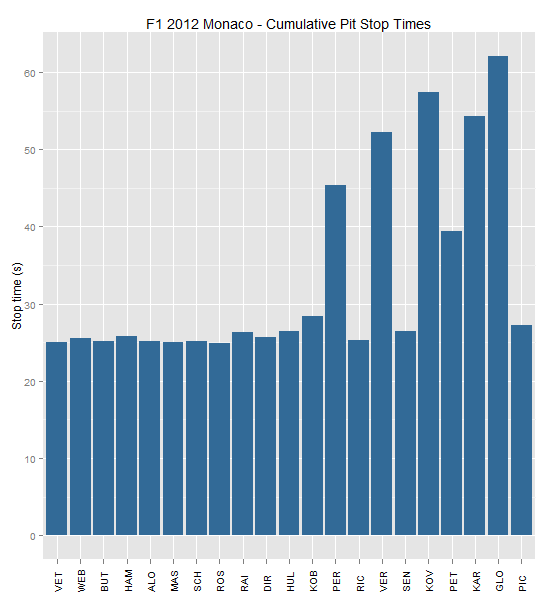 F1 2012 Monaco - Cumulative Pit Stop Times
Stop time (s)
60
50
40
30
20
10
0
VET
WEB
BUT
HAM
ALO
MAS
SCH
ROS
RAI
DIR
HUL
KOB
PER
RIC
VER
SEN
KOV
PET
KAR
GLO
PIC